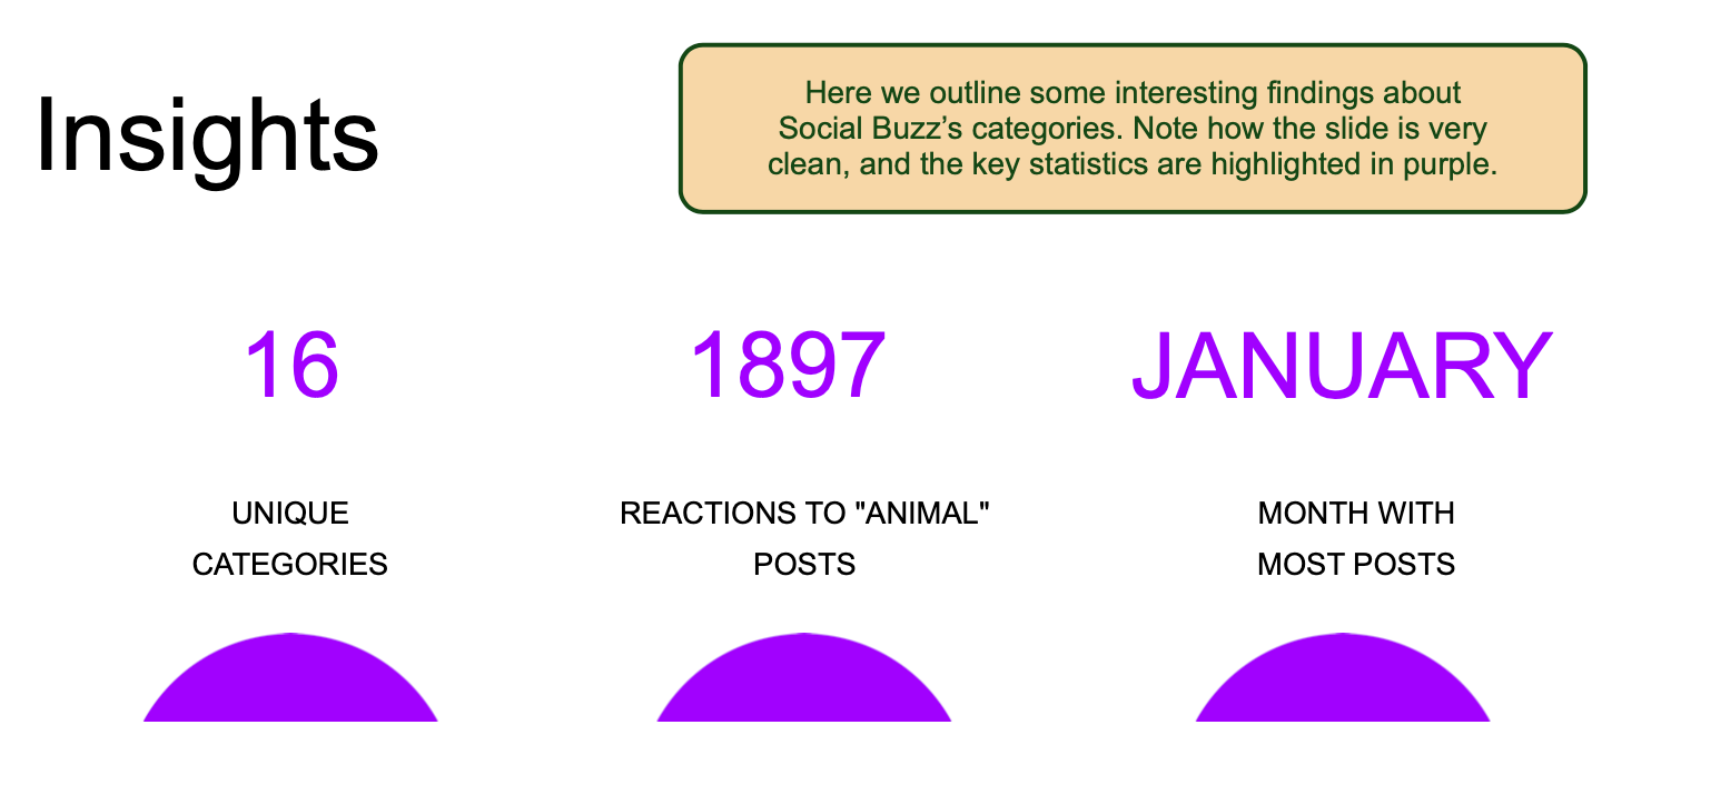 Insights
Here we outline some interesting findings about
Social Buzz’s categories. Note how the slide is very
clean, and the key statistics are highlighted in purple.
16
UNIQUE
CATEGORIES
1897
REACTIONS TO "ANIMAL"
POSTS
JANUARY
MONTH WITH
MOST POSTS